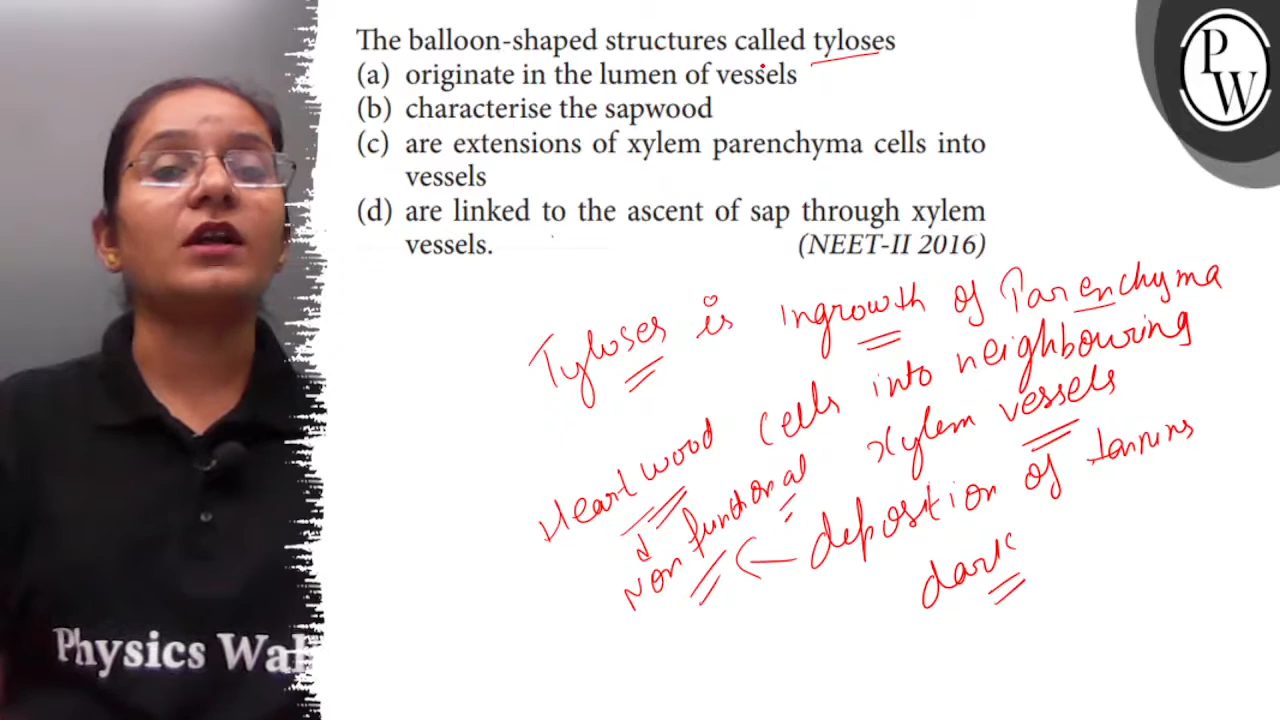 The balloon-shaped structures called tyloses
(a) originate in the lumen of vessels
(b) characterise the sapwood
(c) are extensions of xylem parenchyma cells into
vessels
(d) are linked to the ascent of sap through xylem
vessels. (NEET-II 2016)
PW
Tyloses is ingrowth of Parenchyma
cells into neighbouring
xylem vessels
Heartwood
Non functional
deposition of tannins
dark
Physics Wal